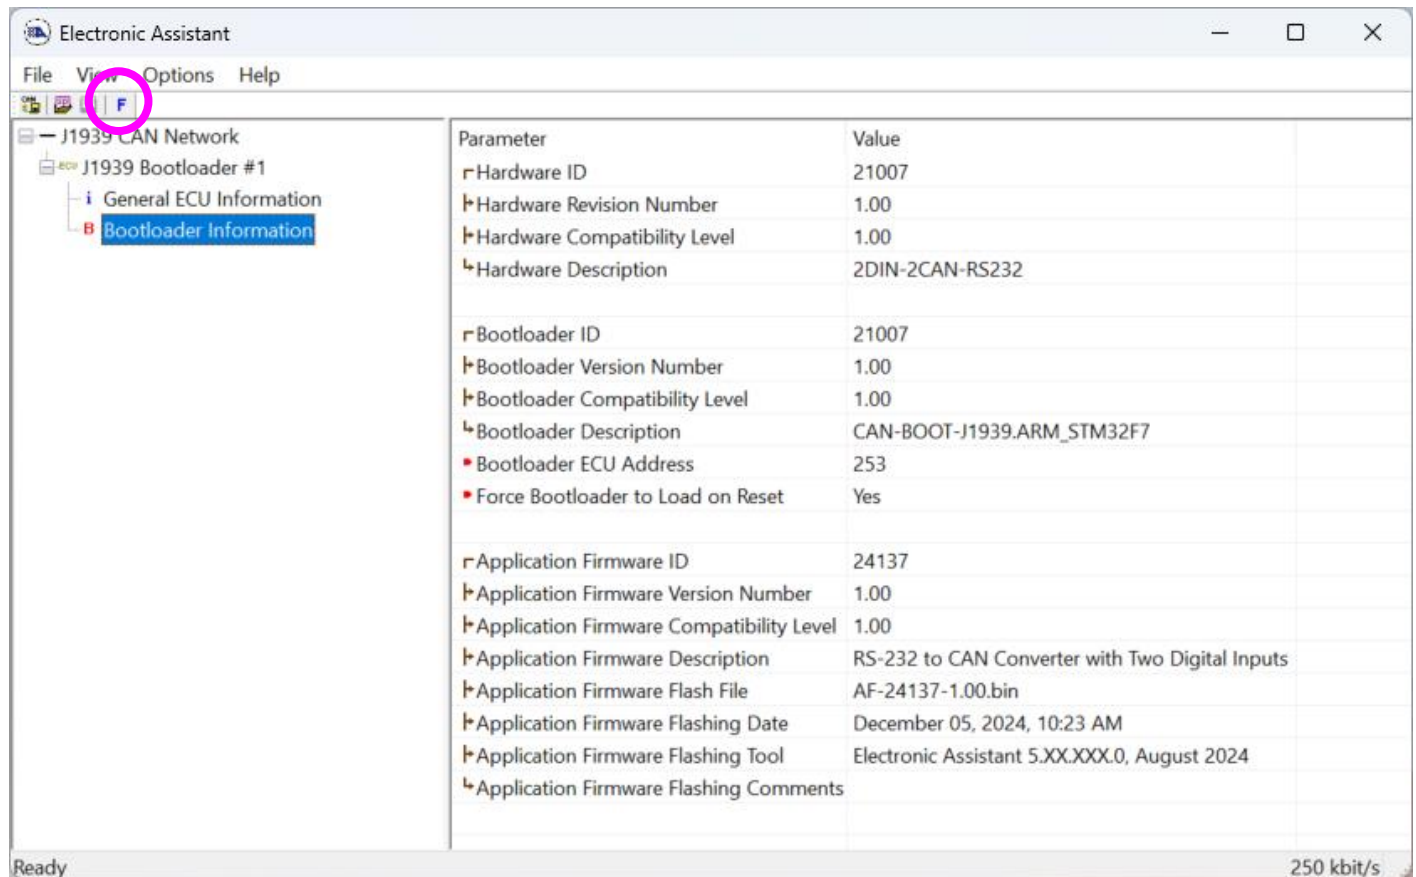 Electronic Assistant
File View Options Help
F
J1939 CAN Network
ECU J1939 Bootloader #1
i General ECU Information
B Bootloader Information
Parameter Value
Hardware ID 21007
Hardware Revision Number 1.00
Hardware Compatibility Level 1.00
Hardware Description 2DIN-2CAN-RS232
Bootloader ID 21007
Bootloader Version Number 1.00
Bootloader Compatibility Level 1.00
Bootloader Description CAN-BOOT-J1939.ARM_STM32F7
Bootloader ECU Address 253
Force Bootloader to Load on Reset Yes
Application Firmware ID 24137
Application Firmware Version Number 1.00
Application Firmware Compatibility Level 1.00
Application Firmware Description RS-232 to CAN Converter with Two Digital Inputs
Application Firmware Flash File AF-24137-1.00.bin
Application Firmware Flashing Date December 05, 2024, 10:23 AM
Application Firmware Flashing Tool Electronic Assistant 5.XX.XXX.0, August 2024
Application Firmware Flashing Comments
Ready 250 kbit/s